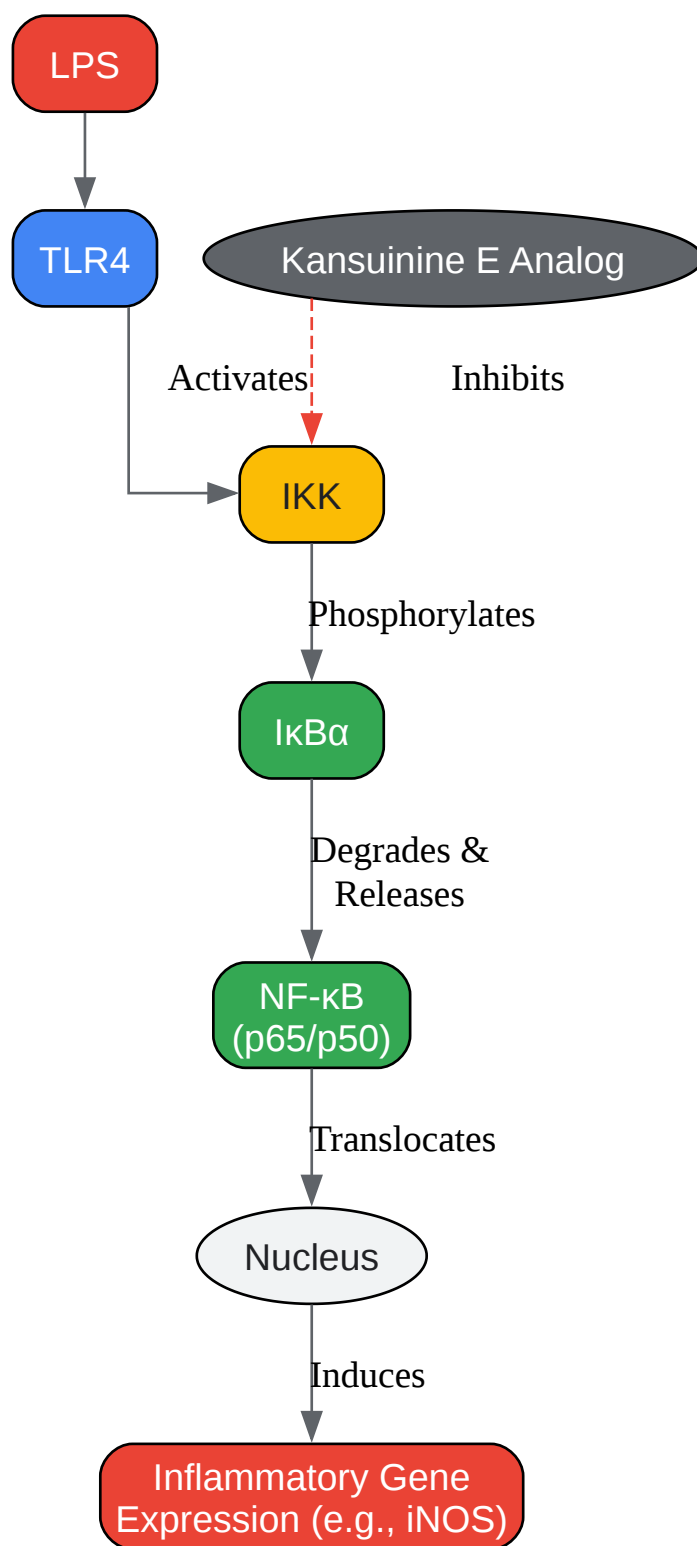 LPS
TLR4
Kansuinine E Analog
Activates
Inhibits
IKK
Phosphorylates
IκBα
Degrades &
Releases
NF-κB
(p65/p50)
Translocates
Nucleus
Induces
Inflammatory Gene
Expression (e.g., iNOS)